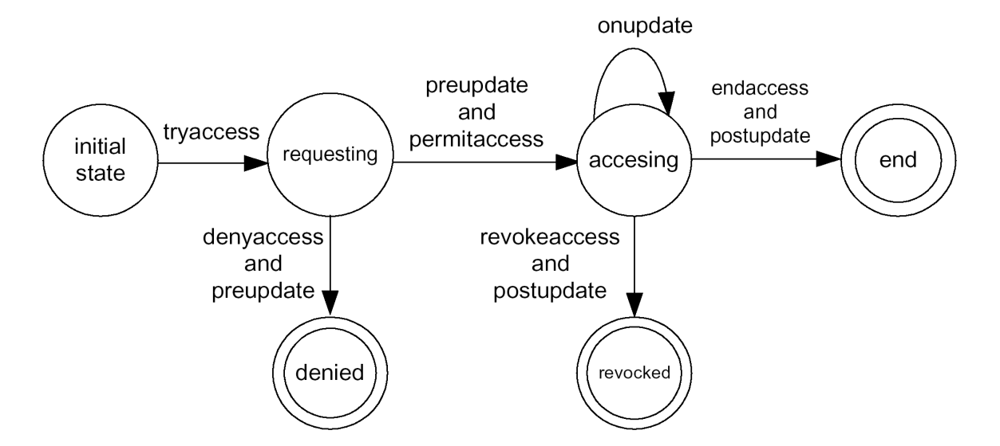 onupdate
preupdate
and
permitaccess
endaccess
and
postupdate
tryaccess
initial
state
requesting
accesing
end
denyaccess
and
preupdate
revokeaccess
and
postupdate
denied
revocked